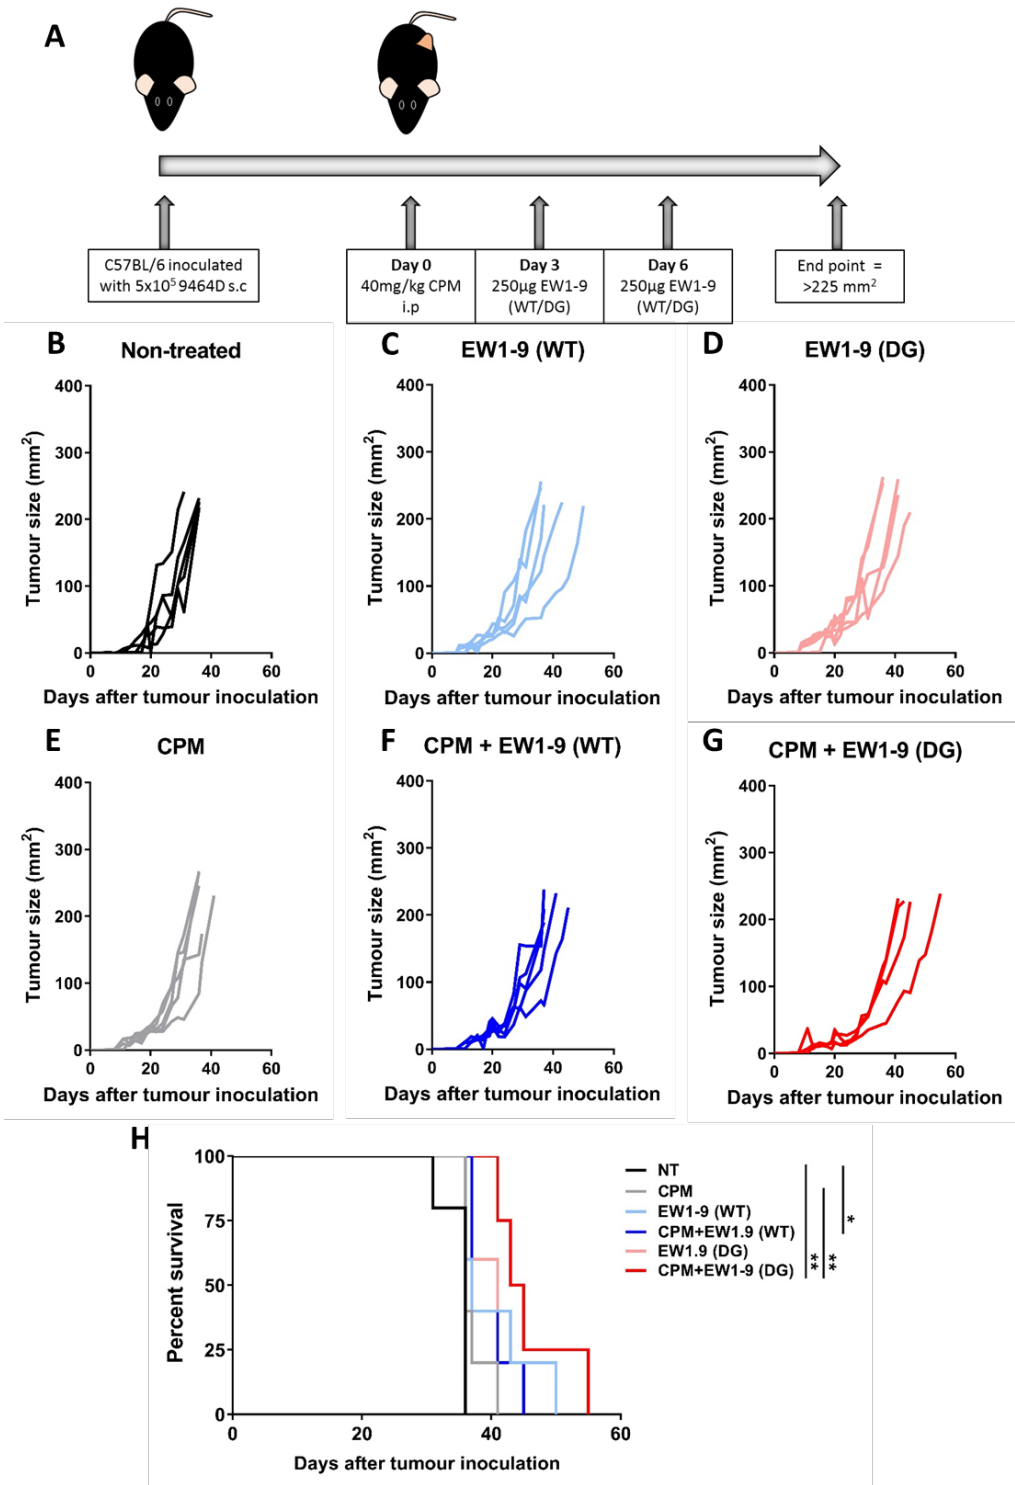 A
C57BL/6 inoculated
with 5x10⁵ 9464D s.c
Day 0
40mg/kg CPM
i.p
Day 3
250µg EW1-9
(WT/DG)
Day 6
250µg EW1-9
(WT/DG)
End point =
>225 mm²
B
Non-treated
Tumour size (mm²)
400
300
200
100
0
0 20 40 60
Days after tumour inoculation
C
EW1-9 (WT)
Tumour size (mm²)
400
300
200
100
0
0 20 40 60
Days after tumour inoculation
D
EW1-9 (DG)
Tumour size (mm²)
400
300
200
100
0
0 20 40 60
Days after tumour inoculation
E
CPM
Tumour size (mm²)
400
300
200
100
0
0 20 40 60
Days after tumour inoculation
F
CPM + EW1-9 (WT)
Tumour size (mm²)
400
300
200
100
0
0 20 40 60
Days after tumour inoculation
G
CPM + EW1-9 (DG)
Tumour size (mm²)
400
300
200
100
0
0 20 40 60
Days after tumour inoculation
H
Percent survival
100
75
50
25
0
0 20 40 60
Days after tumour inoculation
NT
CPM
EW1-9 (WT)
CPM+EW1.9 (WT)
EW1.9 (DG)
CPM+EW1-9 (DG)
**
**
*